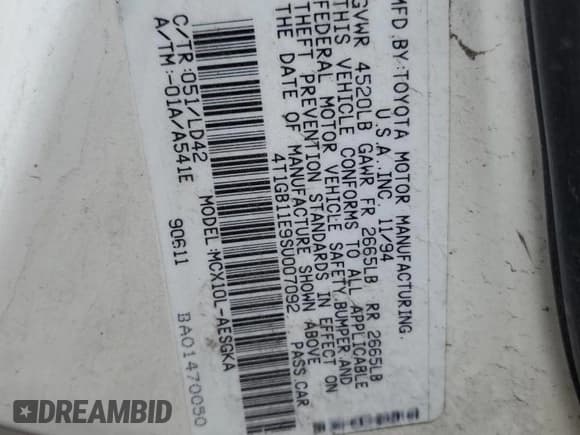 MFD.BY:TOYOTA MOTOR MANUFACTURING.
U.S.A.,INC. 11/94
GVWR 4520LB GAWR FR 2665LB RR 2665LB
THIS VEHICLE CONFORMS TO ALL APPLICABLE
FEDERAL MOTOR VEHICLE SAFETY,BUMPER,AND
THEFT PREVENTION STANDARDS IN EFFECT ON
THE DATE OF MANUFACTURE SHOWN ABOVE
4T1GB11E9SU007092 PASS.CAR
MODEL:MCX10L-AESGKA
C/TR:051/LD42
A/TM:-01A/A541E 90611 BA01470050
DREAMBID